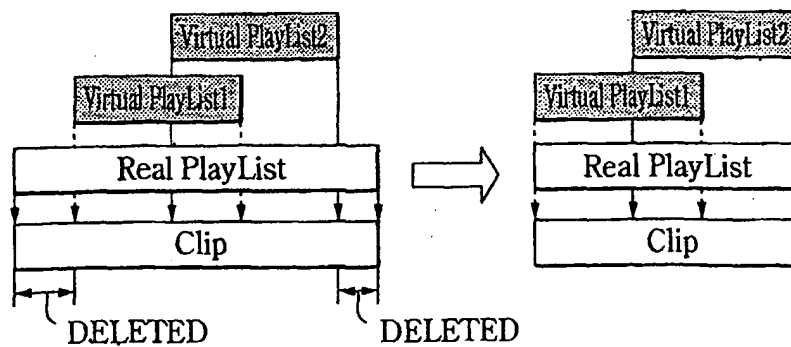 Virtual PlayList2
Virtual PlayList1
Real PlayList
Clip
DELETED
DELETED
Virtual PlayList2
Virtual PlayList1
Real PlayList
Clip